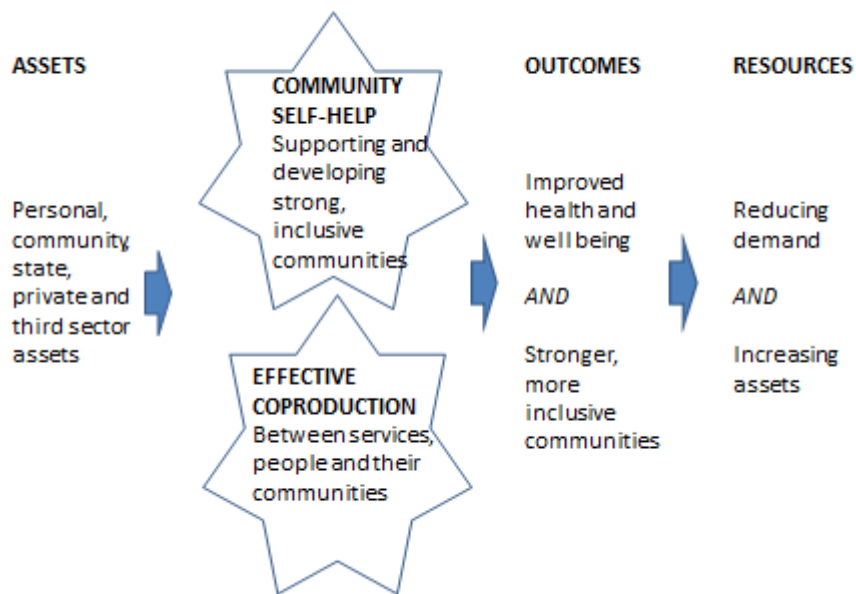 ASSETS
Personal,
community,
state,
private and
third sector
assets
COMMUNITY
SELF-HELP
Supporting and
developing
strong,
inclusive
communities
EFFECTIVE
COPRODUCTION
Between services,
people and their
communities
OUTCOMES
Improved
health and
well being
AND
Stronger,
more
inclusive
communities
RESOURCES
Reducing
demand
AND
Increasing
assets